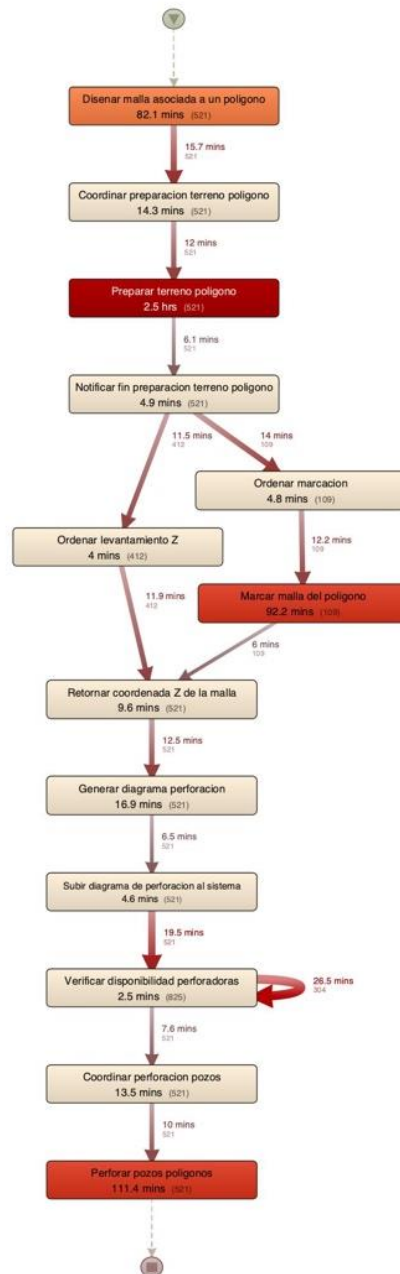 Disenar malla asociada a un poligono
82.1 mins (521)
15.7 mins
521
Coordinar preparacion terreno poligono
14.3 mins (521)
12 mins
521
Preparar terreno poligono
2.5 hrs (521)
6.1 mins
521
Notificar fin preparacion terreno poligono
4.9 mins (521)
11.5 mins
412
14 mins
109
Ordenar marcacion
4.8 mins (109)
Ordenar levantamiento Z
4 mins (412)
12.2 mins
109
11.9 mins
412
Marcar malla del poligono
92.2 mins (109)
6 mins
109
Retornar coordenada Z de la malla
9.6 mins (521)
12.5 mins
521
Generar diagrama perforacion
16.9 mins (521)
6.5 mins
521
Subir diagrama de perforacion al sistema
4.6 mins (521)
19.5 mins
521
Verificar disponibilidad perforadoras
2.5 mins (825)
26.5 mins
304
7.6 mins
521
Coordinar perforacion pozos
13.5 mins (521)
10 mins
521
Perforar pozos poligonos
111.4 mins (521)